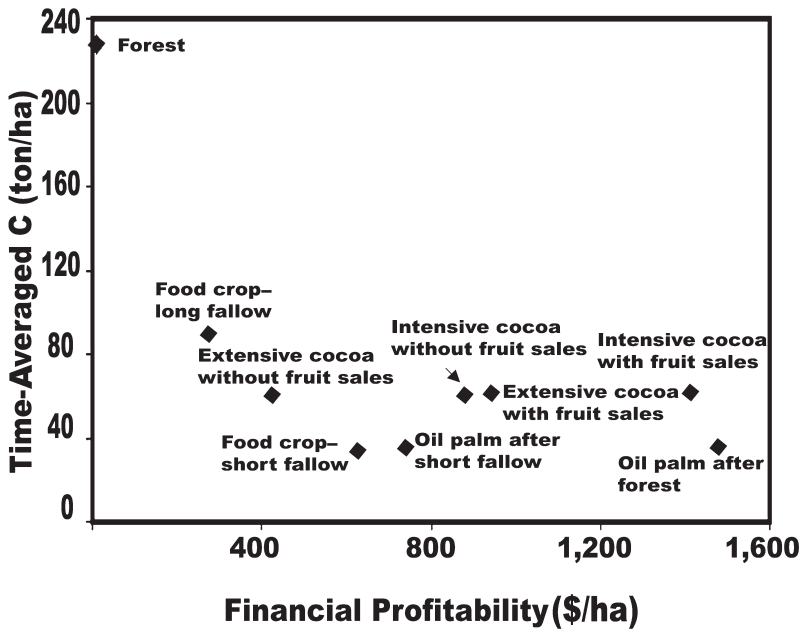 240
Forest
200
160
120
80
40
0
Time-Averaged C (ton/ha)
Food crop–
long fallow
Extensive cocoa
without fruit sales
Intensive cocoa
without fruit sales
Intensive cocoa
with fruit sales
Extensive cocoa
with fruit sales
Food crop–
short fallow
Oil palm after
short fallow
Oil palm after
forest
400
800
1,200
1,600
Financial Profitability($/ha)